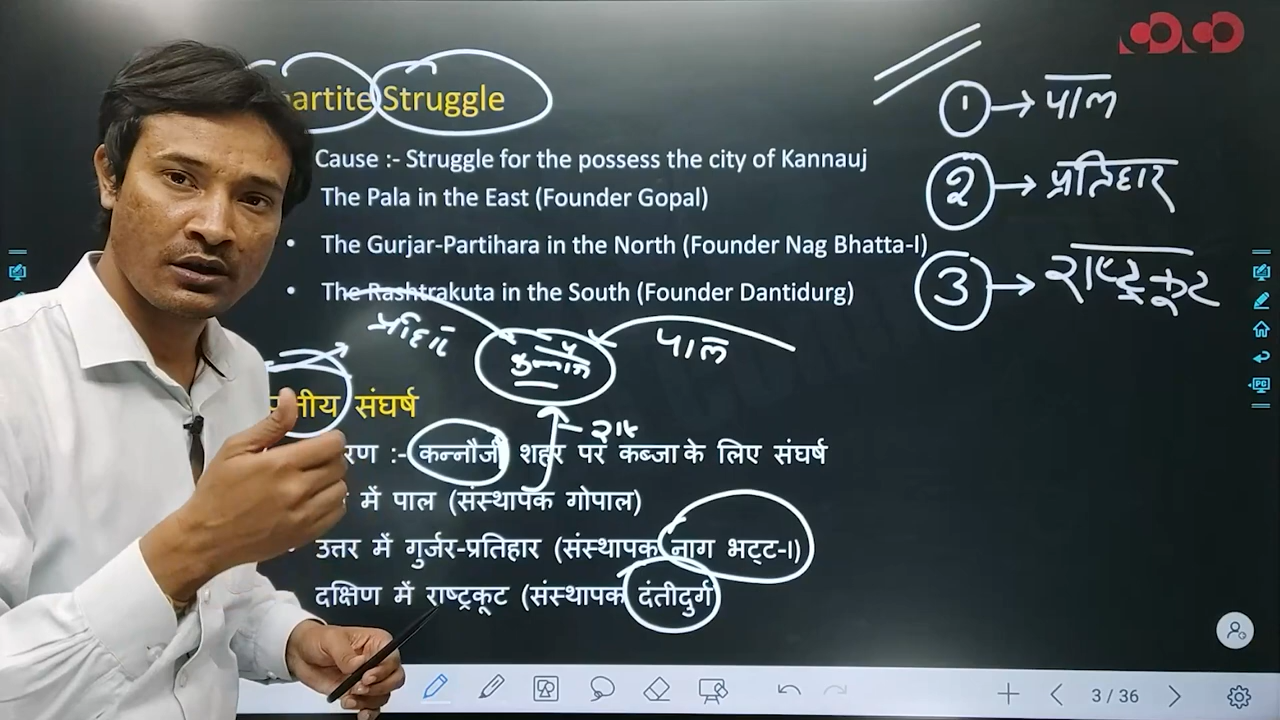 artite Struggle
Cause :- Struggle for the possess the city of Kannauj
The Pala in the East (Founder Gopal)
• The Gurjar-Partihara in the North (Founder Nag Bhatta-I)
• The Rashtrakuta in the South (Founder Dantidurg)
① → पाल
② → प्रतिहार
③ → राष्ट्रकूट
पाल
संघर्ष
:- कन्नौज शहर पर कब्जा के लिए संघर्ष
में पाल (संस्थापक गोपाल)
• उत्तर में गुर्जर-प्रतिहार (संस्थापक नाग भट्ट-I)
दक्षिण में राष्ट्रकूट (संस्थापक दंतीदुर्ग
3 / 36